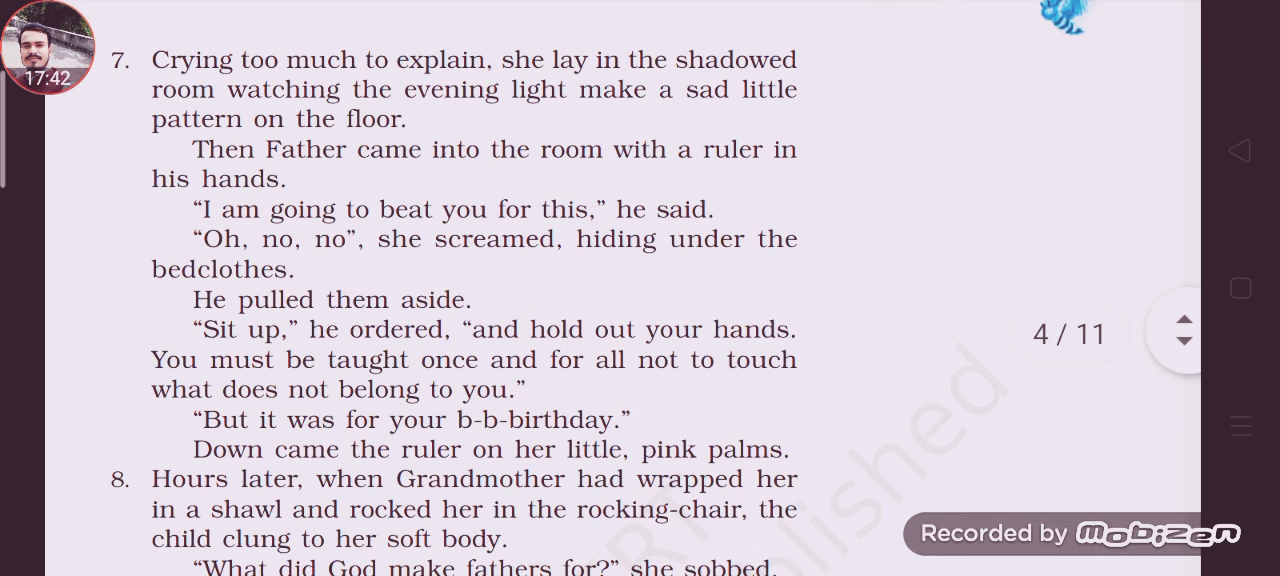 17:42
7. Crying too much to explain, she lay in the shadowed
room watching the evening light make a sad little
pattern on the floor.
Then Father came into the room with a ruler in
his hands.
“I am going to beat you for this,” he said.
“Oh, no, no”, she screamed, hiding under the
bedclothes.
He pulled them aside.
“Sit up,” he ordered, “and hold out your hands.
You must be taught once and for all not to touch
what does not belong to you.”
“But it was for your b-b-birthday.”
Down came the ruler on her little, pink palms.
8. Hours later, when Grandmother had wrapped her
in a shawl and rocked her in the rocking-chair, the
child clung to her soft body.
“What did God make fathers for?” she sobbed.
4 / 11
Recorded by mobizen